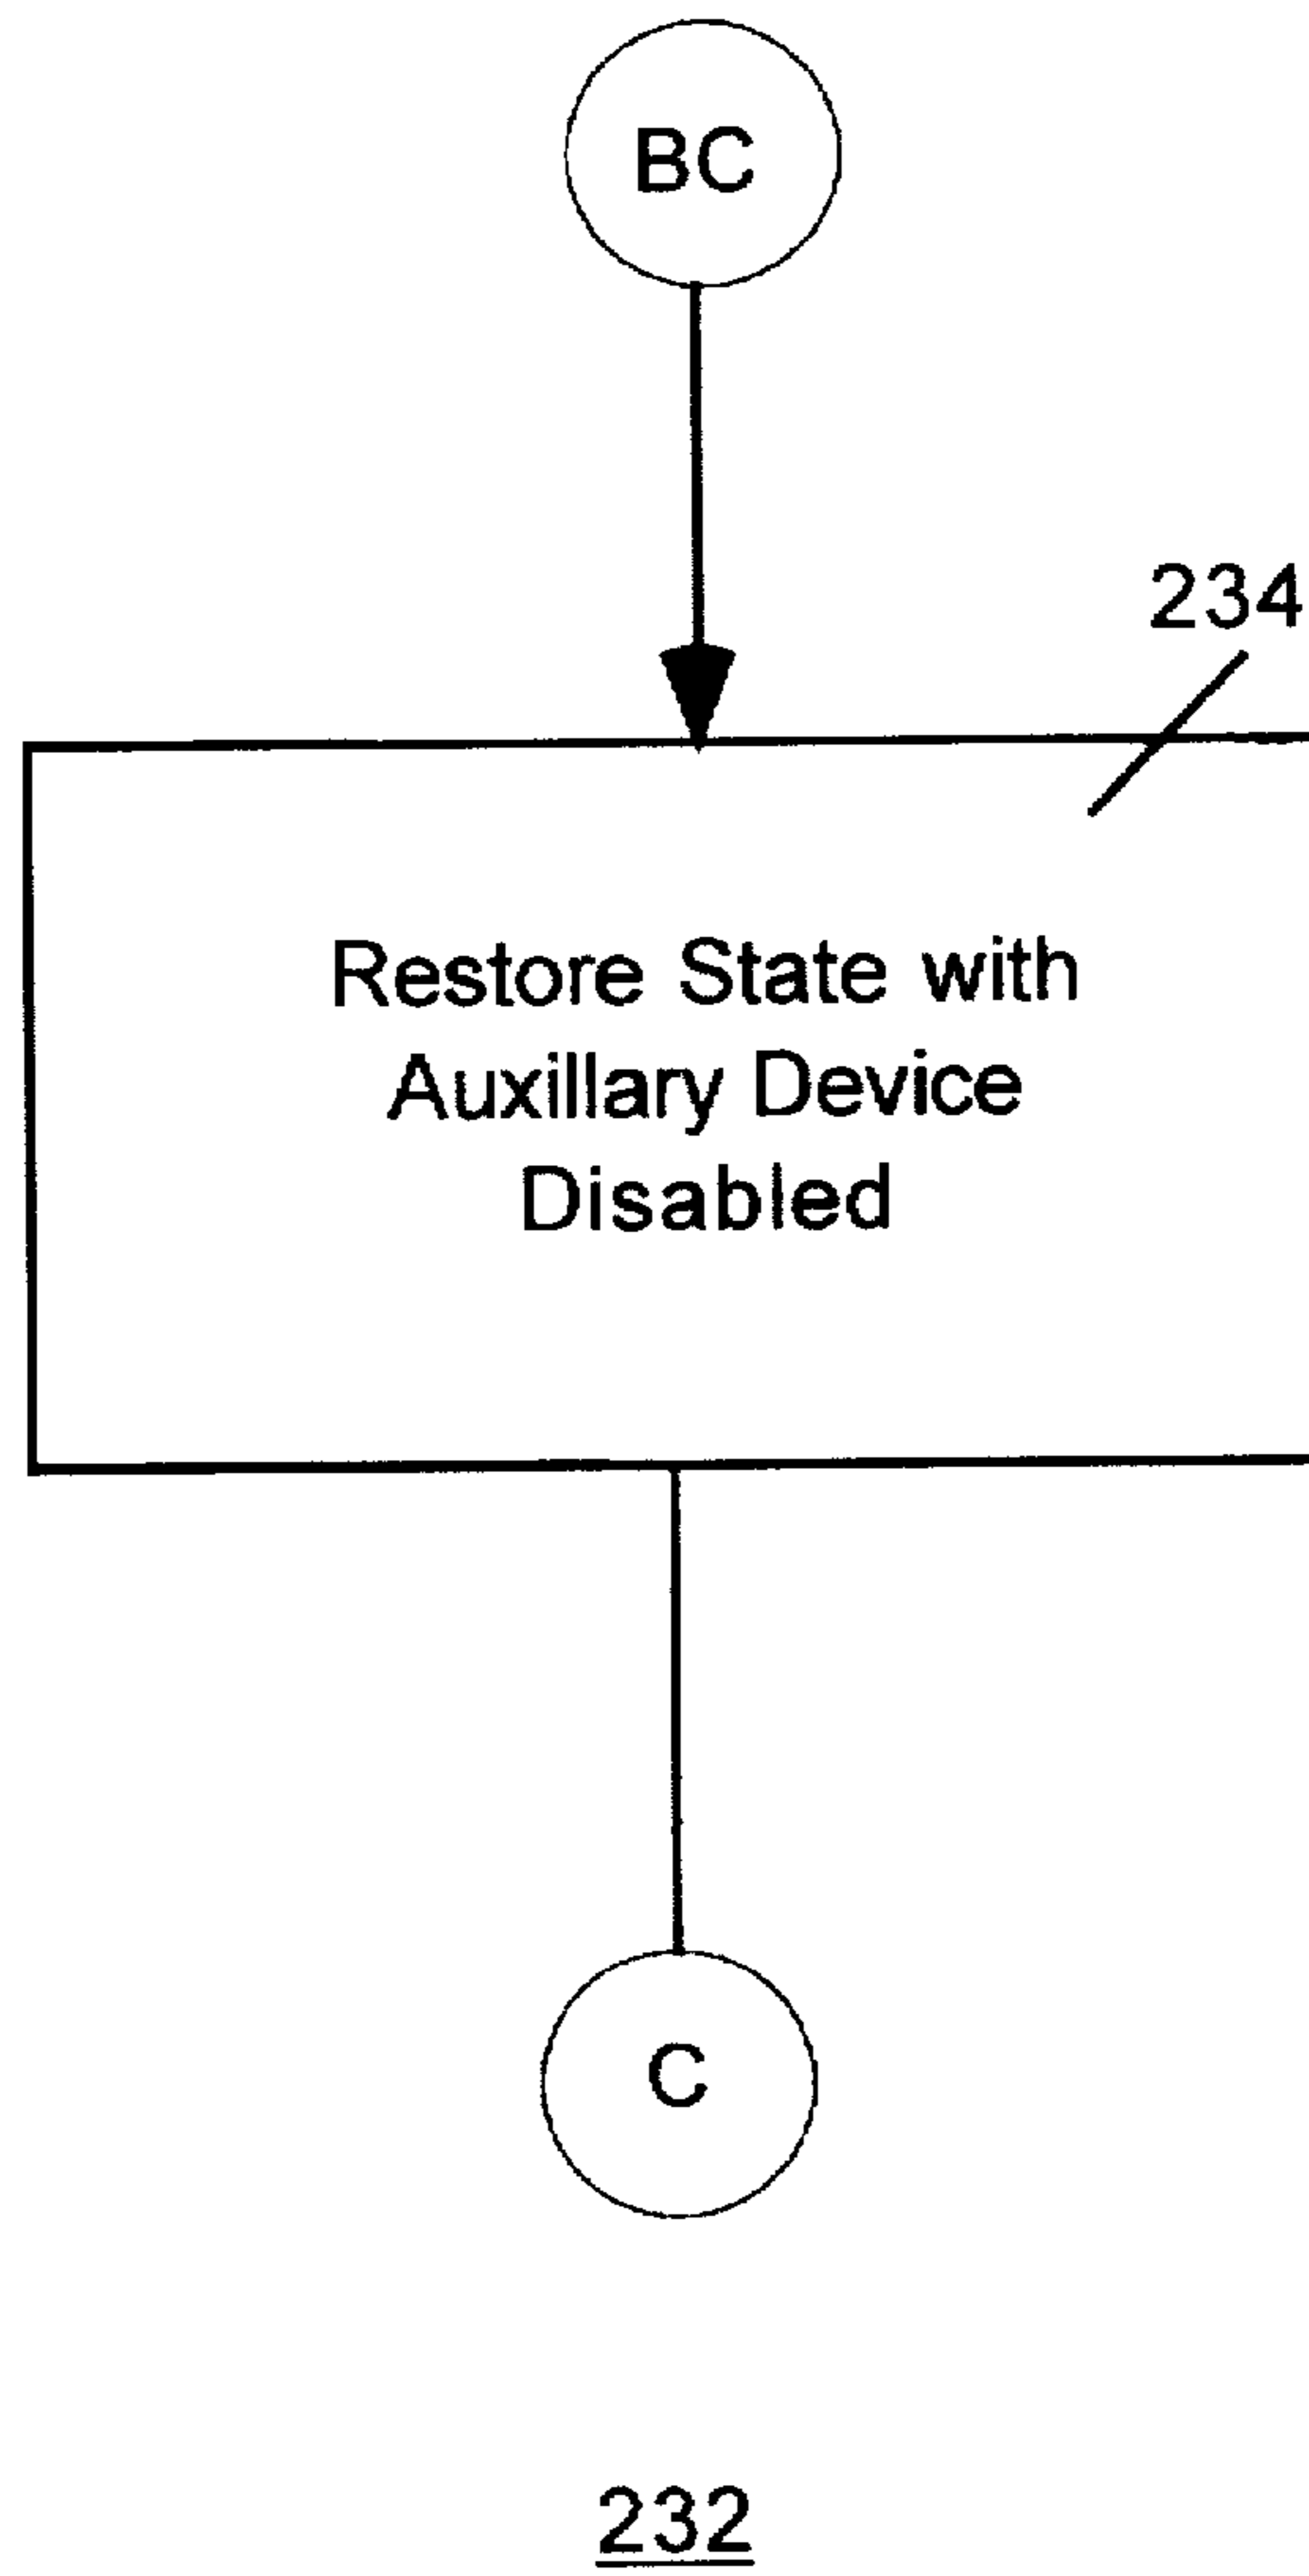 BC
234
Restore State with
Auxillary Device
Disabled
C
232